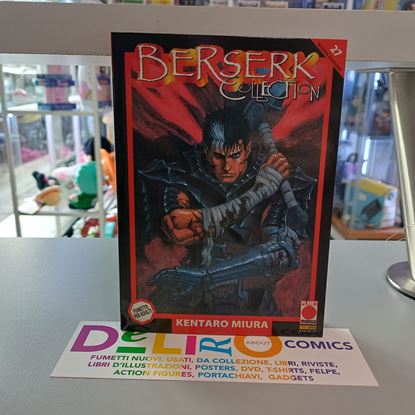 27
BERSERK
COLLECTION
FUMETTO
PER ADULTI
KENTARO MIURA
PLANET
MANGA
DELIRO
ABOUT
COMICS
FUMETTI NUOVI, USATI, DA COLLEZIONE, LIBRI, RIVISTE,
LIBRI D'ILLUSTRAZIONI, POSTERS, DVD, T-SHIRTS, FELPE,
ACTION FIGURES, PORTACHIAVI, GADGETS